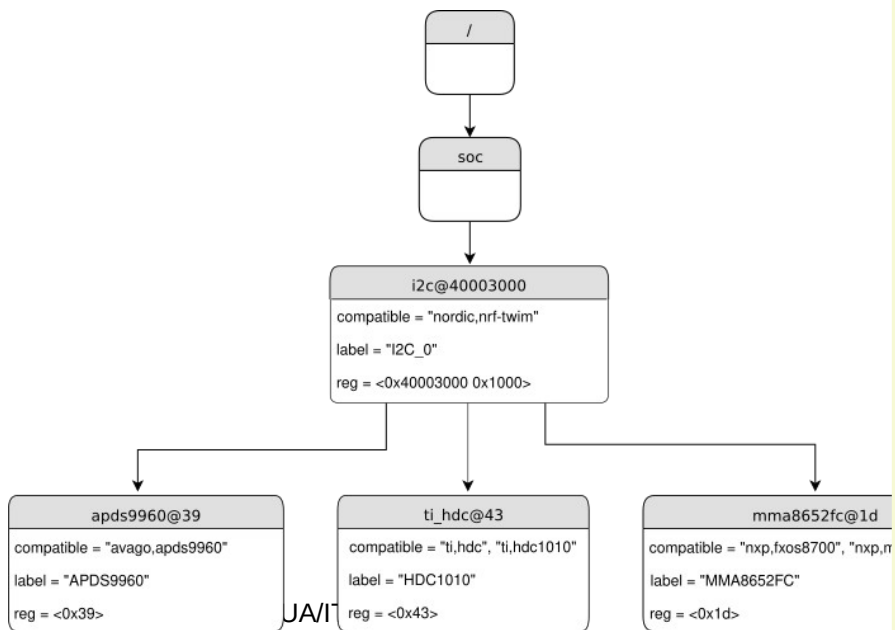 /
soc
i2c@40003000
compatible = "nordic,nrf-twim"
label = "I2C_0"
reg = <0x40003000 0x1000>
apds9960@39
compatible = "avago,apds9960"
label = "APDS9960"
reg = <0x39>
ti_hdc@43
compatible = "ti,hdc", "ti,hdc1010"
label = "HDC1010"
reg = <0x43>
mma8652fc@1d
compatible = "nxp,fxos8700", "nxp,m
label = "MMA8652FC"
reg = <0x1d>